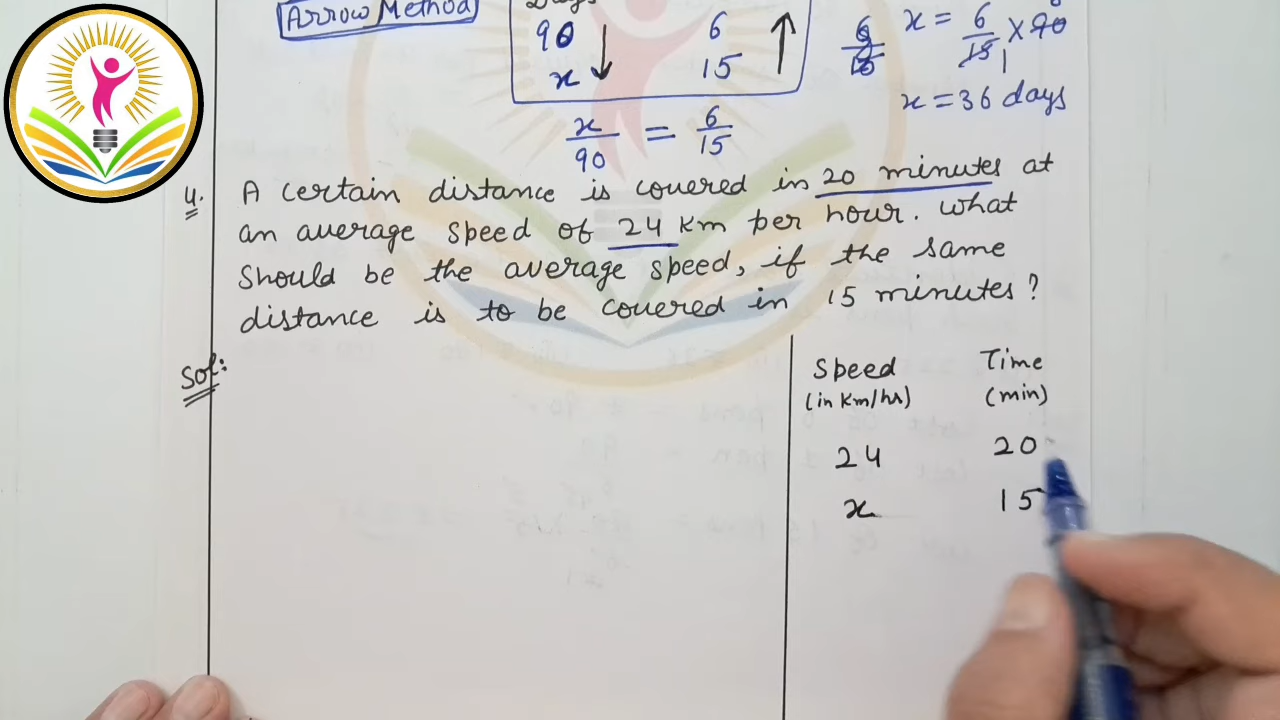 Arrow Method
Days
90 6
x 15
x/90 = 6/15
x = 6/15 × 90
x = 36 days
4. A certain distance is covered in 20 minutes at
an average speed of 24 km per hour. What
should be the average speed, if the same
distance is to be covered in 15 minutes?
Sol:
Speed Time
(in km/hr) (min)
24 20
x 15